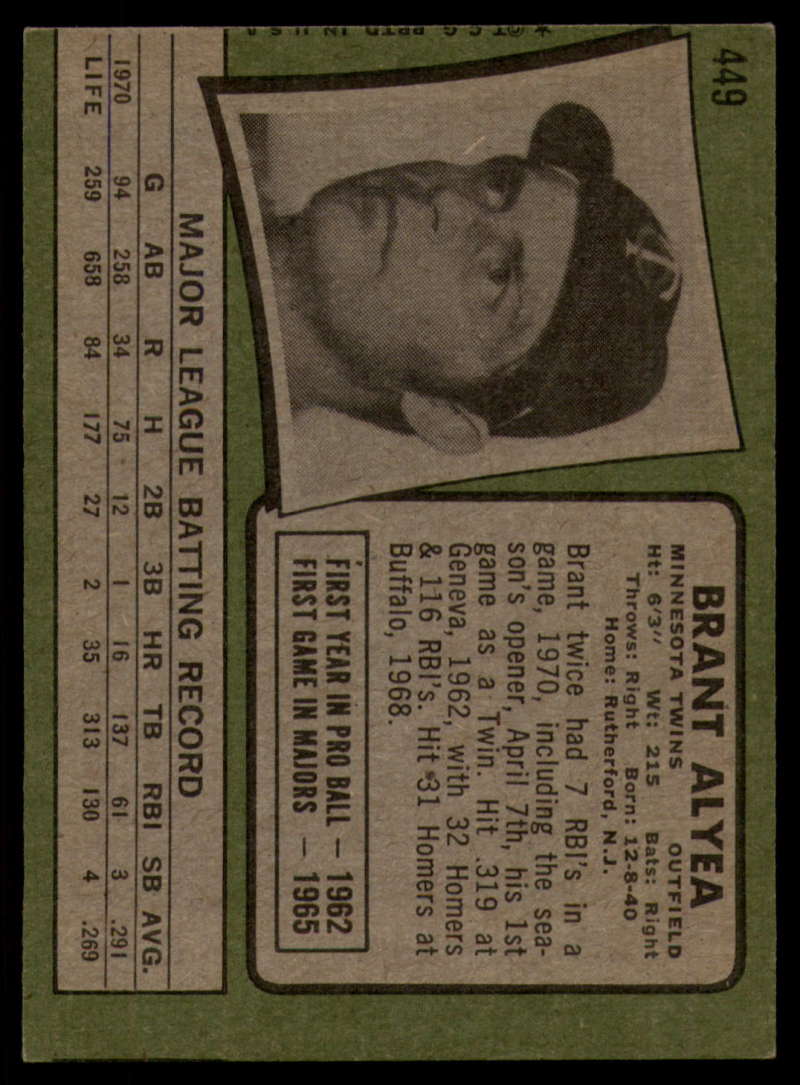 449
BRANT ALYEA
MINNESOTA TWINS OUTFIELD
Ht: 6'3" Wt: 215 Bats: Right
Throws: Right Born: 12-8-40
Home: Rutherford, N.J.
Brant twice had 7 RBI's in a
game, 1970, including the sea-
son's opener, April 7th, his 1st
game as a Twin. Hit .319 at
Geneva, 1962, with 32 Homers
& 116 RBI's. Hit 31 Homers at
Buffalo, 1968.
FIRST YEAR IN PRO BALL — 1962
FIRST GAME IN MAJORS — 1965
MAJOR LEAGUE BATTING RECORD
G AB R H 2B 3B HR TB RBI SB AVG.
1970 94 258 34 75 12 1 16 137 61 3 .291
LIFE 259 658 84 177 27 2 35 313 130 4 .269